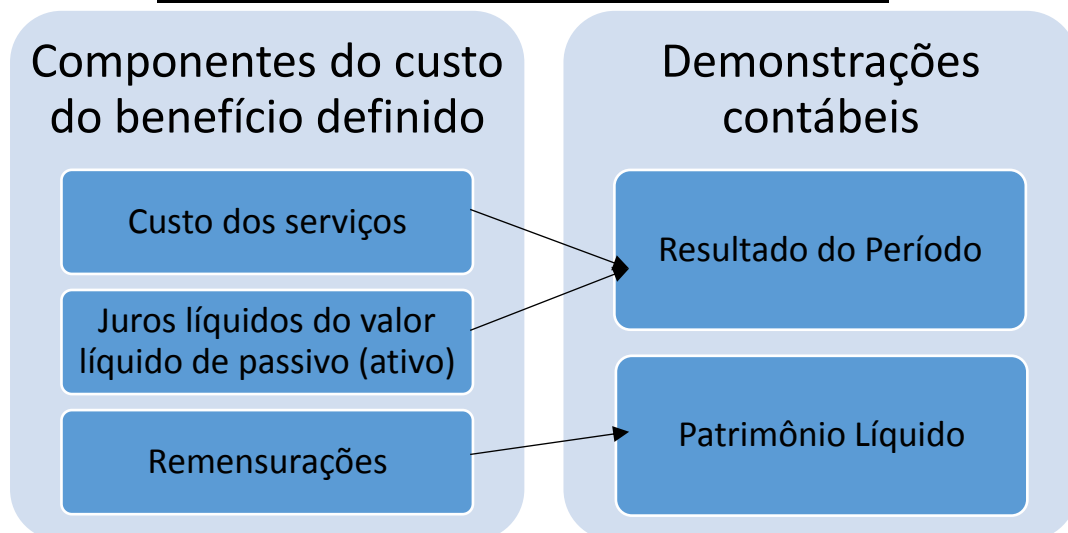 Componentes do custo
do benefício definido
Custo dos serviços
Juros líquidos do valor
líquido de passivo (ativo)
Remensurações
Demonstrações
contábeis
Resultado do Período
Patrimônio Líquido